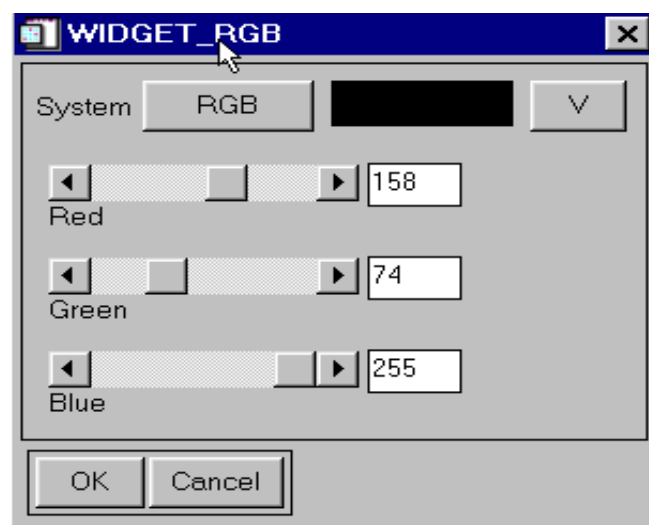 WIDGET_RGB
System RGB V
158
Red
74
Green
255
Blue
OK Cancel